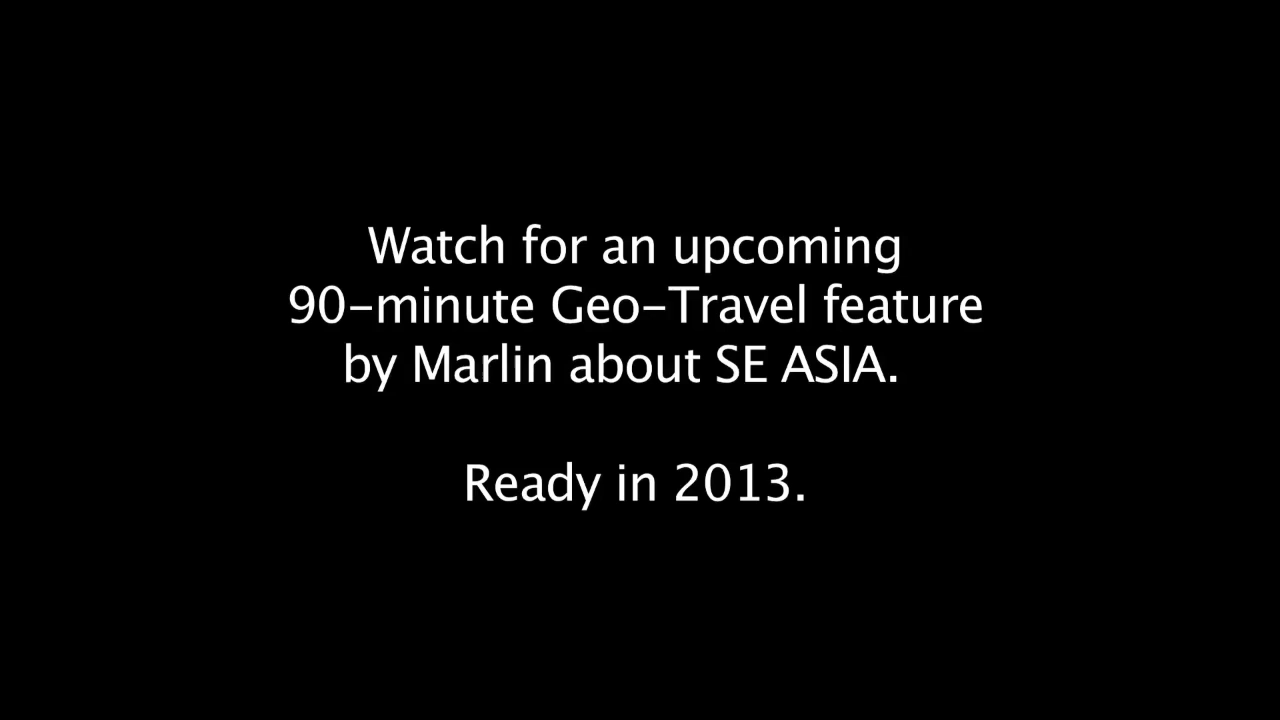 Watch for an upcoming
90-minute Geo-Travel feature
by Marlin about SE ASIA.
Ready in 2013.